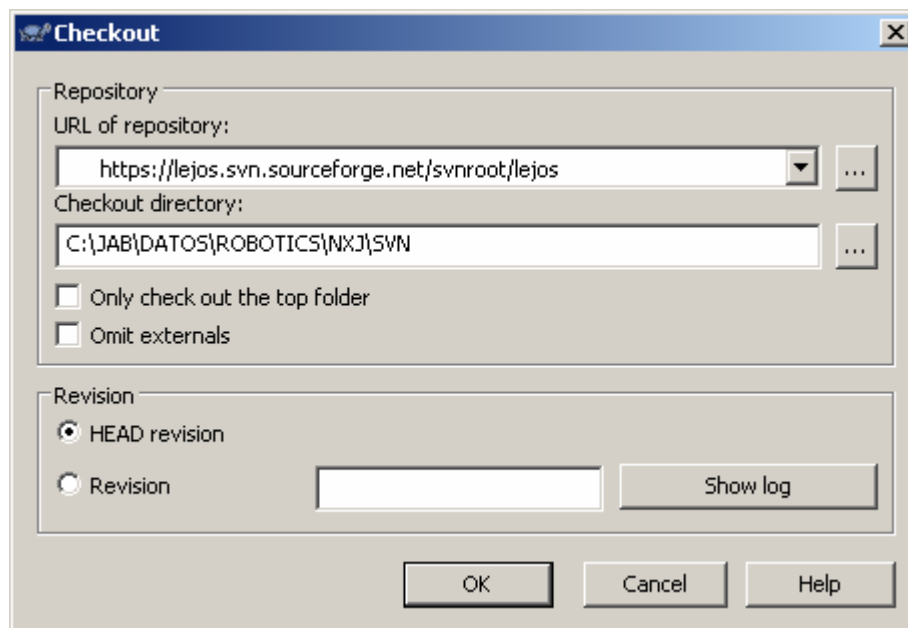 Checkout
Repository
URL of repository:
https://lejos.svn.sourceforge.net/svnroot/lejos
...
Checkout directory:
C:\JAB\DATOS\ROBOTICS\NXJ\SVN
...
Only check out the top folder
Omit externals
Revision
HEAD revision
Revision
Show log
OK Cancel Help